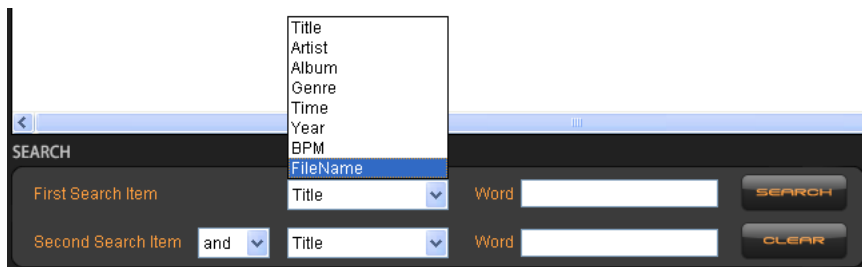 Title
Artist
Album
Genre
Time
Year
BPM
FileName
SEARCH
First Search Item Title Word SEARCH
Second Search Item and Title Word CLEAR